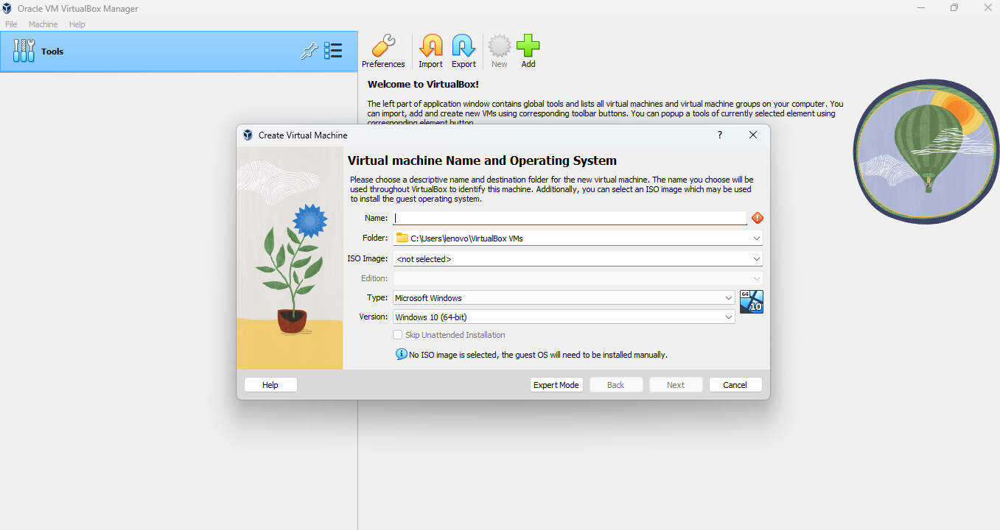 Oracle VM VirtualBox Manager
File Machine Help
Tools
Preferences
Import
Export
New
Add
Welcome to VirtualBox!
The left part of application window contains global tools and lists all virtual machines and virtual machine groups on your computer. You
can import, add and create new VMs using corresponding toolbar buttons. You can popup a tools of currently selected element using
corresponding element button.
Create Virtual Machine
?
Virtual machine Name and Operating System
Please choose a descriptive name and destination folder for the new virtual machine. The name you choose will be
used throughout VirtualBox to identify this machine. Additionally, you can select an ISO image which may be used
to install the guest operating system.
Name:
Folder: C:\Users\lenovo\VirtualBox VMs
ISO Image: <not selected>
Edition:
Type: Microsoft Windows
64
10
Version: Windows 10 (64-bit)
Skip Unattended Installation
No ISO image is selected, the guest OS will need to be installed manually.
Help Expert Mode Back Next Cancel